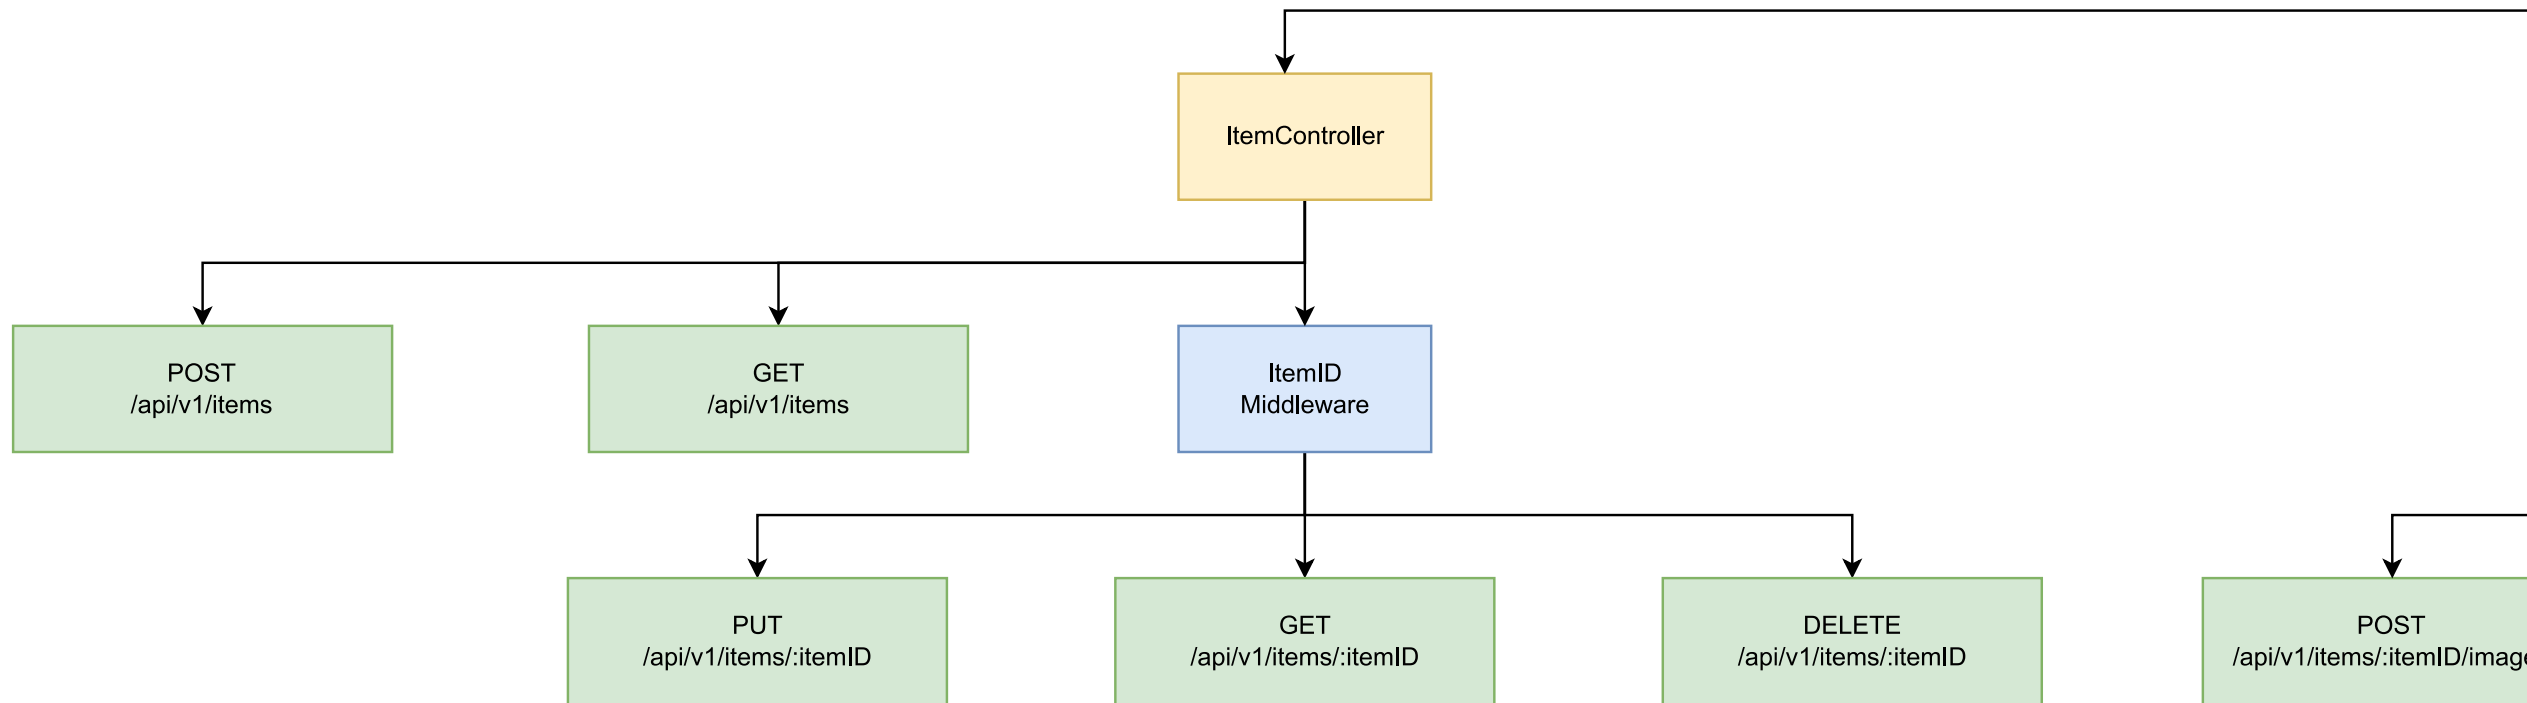 ItemController
POST
/api/v1/items
GET
/api/v1/items
ItemID
Middleware
PUT
/api/v1/items/:itemID
GET
/api/v1/items/:itemID
DELETE
/api/v1/items/:itemID
POST
/api/v1/items/:itemID/image